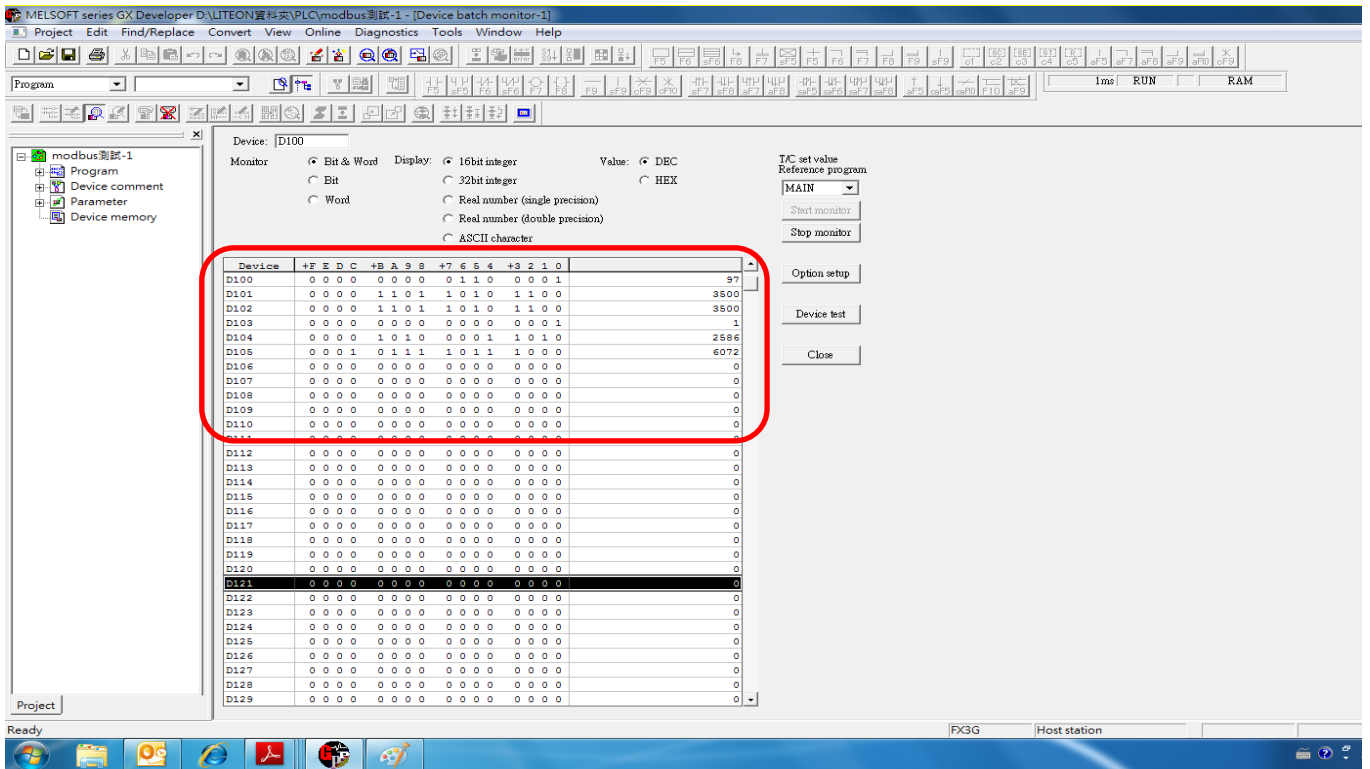 MELSOFT series GX Developer D:\LITEON資料夾\PLC\modbus測試-1 - [Device batch monitor-1]
Project Edit Find/Replace Convert View Online Diagnostics Tools Window Help
Program
1ms RUN RAM
modbus測試-1
Program
Device comment
Parameter
Device memory
Project
Device: D100
Monitor Bit & Word Display: 16bit integer Value: DEC
Bit 32bit integer HEX
Word Real number (single precision)
Real number (double precision)
ASCII character
T/C set value
Reference program
MAIN
Start monitor
Stop monitor
Option setup
Device test
Close
Device +F E D C +B A 9 8 +7 6 5 4 +3 2 1 0
D100 0 0 0 0 0 0 0 0 0 1 1 0 0 0 0 1 97
D101 0 0 0 0 1 1 0 1 1 0 1 0 1 1 0 0 3500
D102 0 0 0 0 1 1 0 1 1 0 1 0 1 1 0 0 3500
D103 0 0 0 0 0 0 0 0 0 0 0 0 0 0 0 1 1
D104 0 0 0 0 1 0 1 0 0 0 0 1 1 0 1 0 2586
D105 0 0 0 1 0 1 1 1 1 0 1 1 1 0 0 0 6072
D106 0 0 0 0 0 0 0 0 0 0 0 0 0 0 0 0 0
D107 0 0 0 0 0 0 0 0 0 0 0 0 0 0 0 0 0
D108 0 0 0 0 0 0 0 0 0 0 0 0 0 0 0 0 0
D109 0 0 0 0 0 0 0 0 0 0 0 0 0 0 0 0 0
D110 0 0 0 0 0 0 0 0 0 0 0 0 0 0 0 0 0
D111 0 0 0 0 0 0 0 0 0 0 0 0 0 0 0 0 0
D112 0 0 0 0 0 0 0 0 0 0 0 0 0 0 0 0 0
D113 0 0 0 0 0 0 0 0 0 0 0 0 0 0 0 0 0
D114 0 0 0 0 0 0 0 0 0 0 0 0 0 0 0 0 0
D115 0 0 0 0 0 0 0 0 0 0 0 0 0 0 0 0 0
D116 0 0 0 0 0 0 0 0 0 0 0 0 0 0 0 0 0
D117 0 0 0 0 0 0 0 0 0 0 0 0 0 0 0 0 0
D118 0 0 0 0 0 0 0 0 0 0 0 0 0 0 0 0 0
D119 0 0 0 0 0 0 0 0 0 0 0 0 0 0 0 0 0
D120 0 0 0 0 0 0 0 0 0 0 0 0 0 0 0 0 0
D121 0 0 0 0 0 0 0 0 0 0 0 0 0 0 0 0 0
D122 0 0 0 0 0 0 0 0 0 0 0 0 0 0 0 0 0
D123 0 0 0 0 0 0 0 0 0 0 0 0 0 0 0 0 0
D124 0 0 0 0 0 0 0 0 0 0 0 0 0 0 0 0 0
D125 0 0 0 0 0 0 0 0 0 0 0 0 0 0 0 0 0
D126 0 0 0 0 0 0 0 0 0 0 0 0 0 0 0 0 0
D127 0 0 0 0 0 0 0 0 0 0 0 0 0 0 0 0 0
D128 0 0 0 0 0 0 0 0 0 0 0 0 0 0 0 0 0
D129 0 0 0 0 0 0 0 0 0 0 0 0 0 0 0 0 0
Ready FX3G Host station